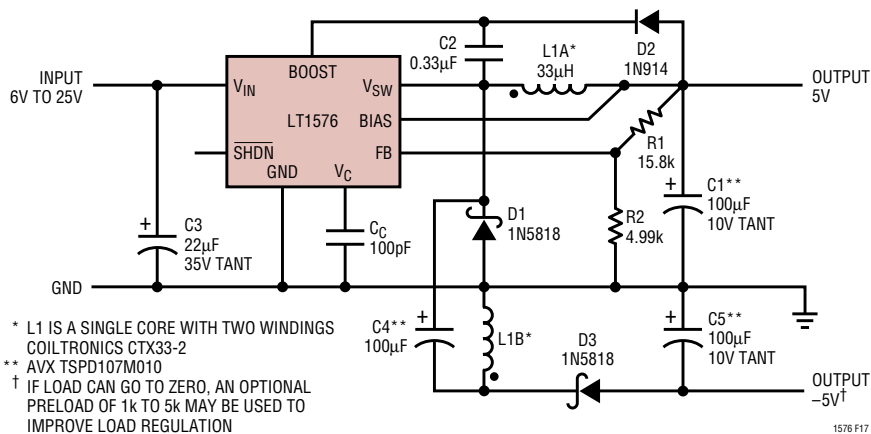 C2
0.33µF
L1A*
33µH
D2
1N914
INPUT
6V TO 25V
BOOST
V_IN
V_SW
LT1576
BIAS
SHDN
FB
GND
V_C
OUTPUT
5V
R1
15.8k
+
C3
22µF
35V TANT
C_C
100pF
D1
1N5818
R2
4.99k
+
C1**
100µF
10V TANT
GND
+
C4**
100µF
L1B*
D3
1N5818
+
C5**
100µF
10V TANT
OUTPUT
–5V†
* L1 IS A SINGLE CORE WITH TWO WINDINGS
COILTRONICS CTX33-2
** AVX TSPD107M010
† IF LOAD CAN GO TO ZERO, AN OPTIONAL
PRELOAD OF 1k TO 5k MAY BE USED TO
IMPROVE LOAD REGULATION
1576 F17